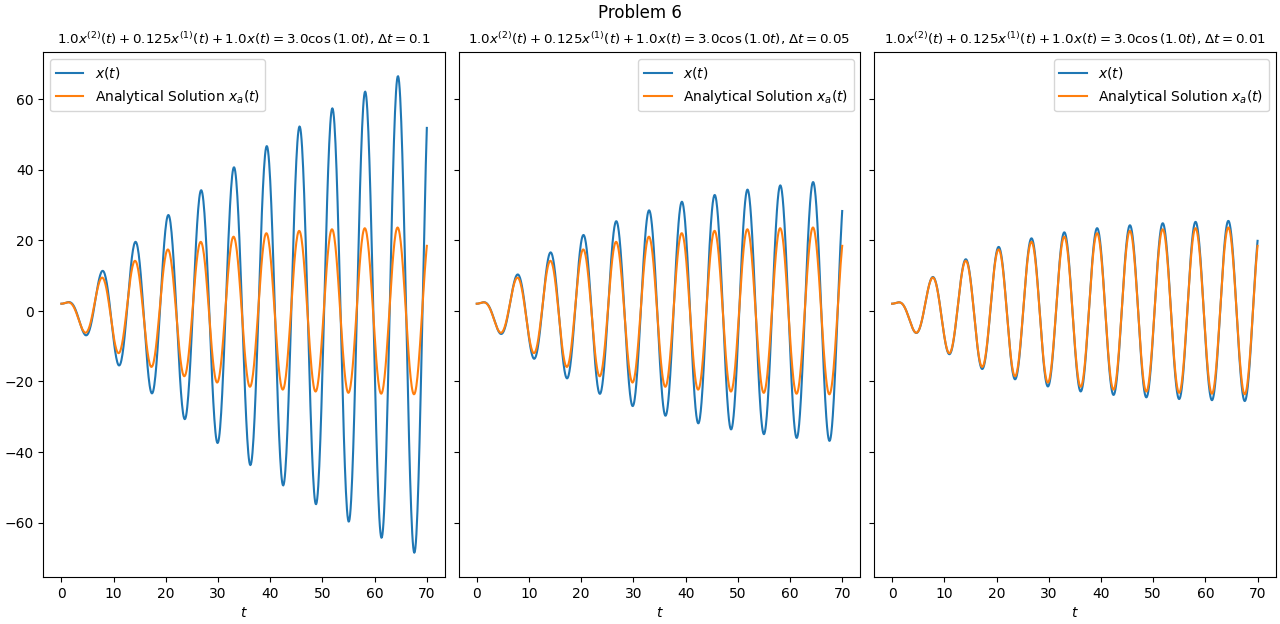 Problem 6
1.0x^{(2)}(t) + 0.125x^{(1)}(t) + 1.0x(t) = 3.0cos (1.0t), Δt = 0.1
x(t)
Analytical Solution x_a(t)
60
40
20
0
−20
−40
−60
0 10 20 30 40 50 60 70
t
1.0x^{(2)}(t) + 0.125x^{(1)}(t) + 1.0x(t) = 3.0cos (1.0t), Δt = 0.05
x(t)
Analytical Solution x_a(t)
0 10 20 30 40 50 60 70
t
1.0x^{(2)}(t) + 0.125x^{(1)}(t) + 1.0x(t) = 3.0cos (1.0t), Δt = 0.01
x(t)
Analytical Solution x_a(t)
0 10 20 30 40 50 60 70
t